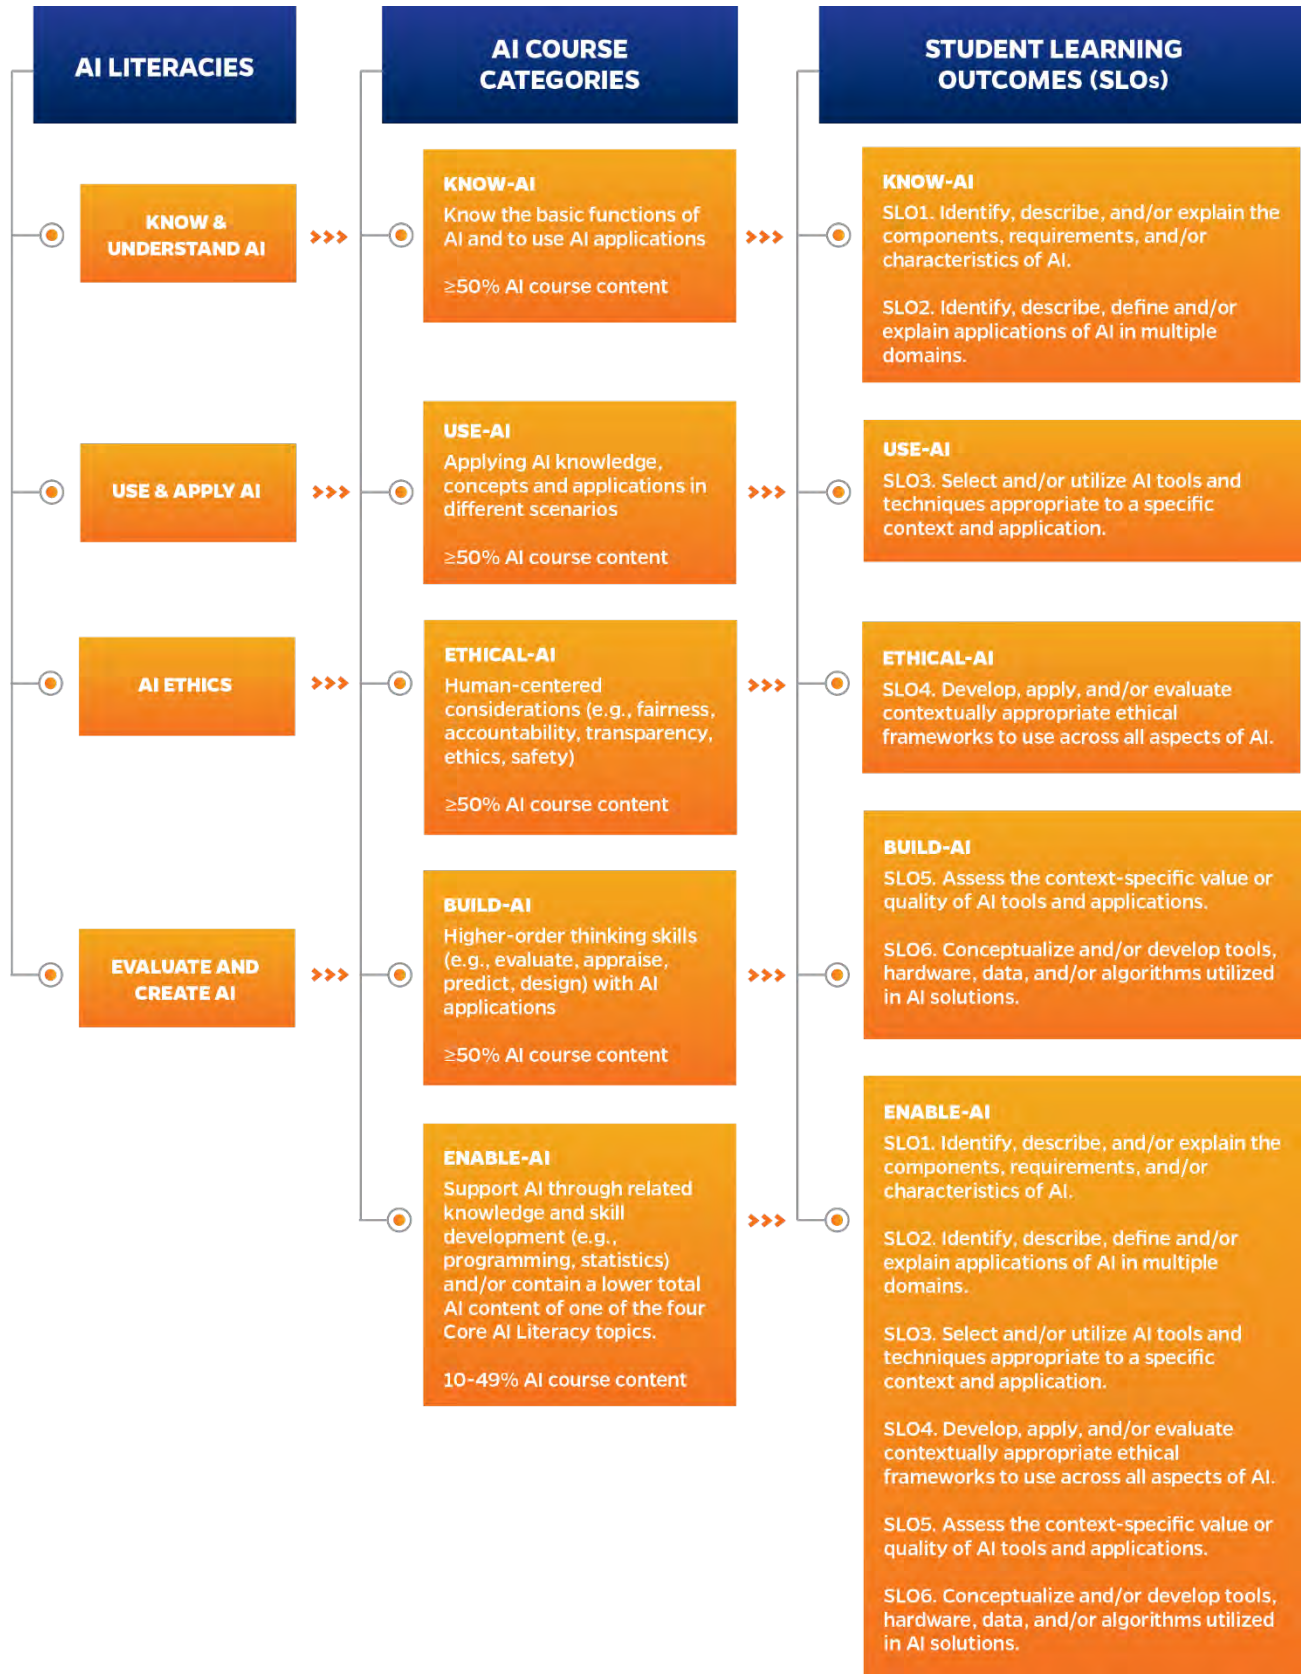 AI LITERACIES
AI COURSE
CATEGORIES
STUDENT LEARNING
OUTCOMES (SLOs)
KNOW &
UNDERSTAND AI
KNOW-AI
Know the basic functions of
AI and to use AI applications
≥50% AI course content
KNOW-AI
SLO1. Identify, describe, and/or explain the
components, requirements, and/or
characteristics of AI.
SLO2. Identify, describe, define and/or
explain applications of AI in multiple
domains.
USE & APPLY AI
USE-AI
Applying AI knowledge,
concepts and applications in
different scenarios
≥50% AI course content
USE-AI
SLO3. Select and/or utilize AI tools and
techniques appropriate to a specific
context and application.
AI ETHICS
ETHICAL-AI
Human-centered
considerations (e.g., fairness,
accountability, transparency,
ethics, safety)
≥50% AI course content
ETHICAL-AI
SLO4. Develop, apply, and/or evaluate
contextually appropriate ethical
frameworks to use across all aspects of AI.
EVALUATE AND
CREATE AI
BUILD-AI
Higher-order thinking skills
(e.g., evaluate, appraise,
predict, design) with AI
applications
≥50% AI course content
BUILD-AI
SLO5. Assess the context-specific value or
quality of AI tools and applications.
SLO6. Conceptualize and/or develop tools,
hardware, data, and/or algorithms utilized
in AI solutions.
ENABLE-AI
Support AI through related
knowledge and skill
development (e.g.,
programming, statistics)
and/or contain a lower total
AI content of one of the four
Core AI Literacy topics.
10-49% AI course content
ENABLE-AI
SLO1. Identify, describe, and/or explain the
components, requirements, and/or
characteristics of AI.
SLO2. Identify, describe, define and/or
explain applications of AI in multiple
domains.
SLO3. Select and/or utilize AI tools and
techniques appropriate to a specific
context and application.
SLO4. Develop, apply, and/or evaluate
contextually appropriate ethical
frameworks to use across all aspects of AI.
SLO5. Assess the context-specific value or
quality of AI tools and applications.
SLO6. Conceptualize and/or develop tools,
hardware, data, and/or algorithms utilized
in AI solutions.